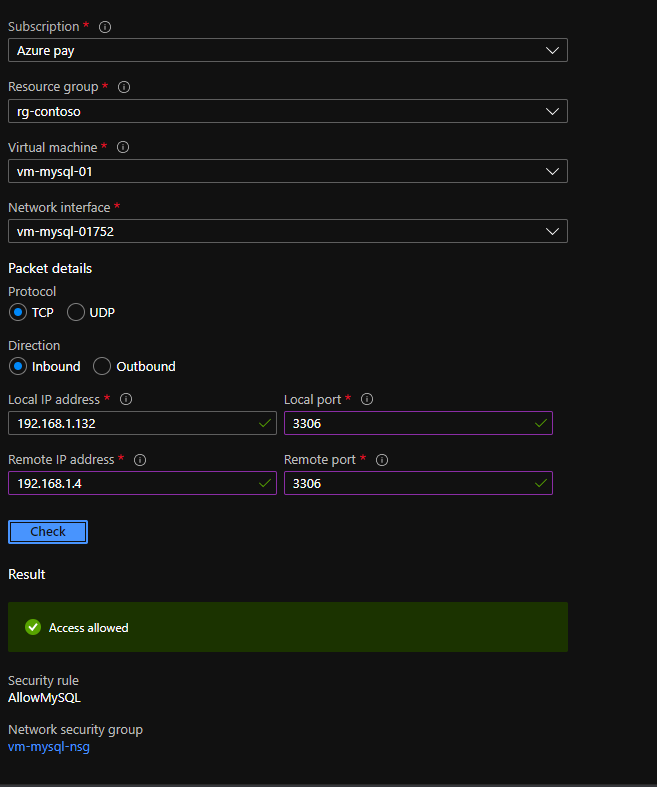 Subscription *
Azure pay
Resource group *
rg-contoso
Virtual machine *
vm-mysql-01
Network interface *
vm-mysql-01752
Packet details
Protocol
TCP UDP
Direction
Inbound Outbound
Local IP address * Local port *
192.168.1.132 3306
Remote IP address * Remote port *
192.168.1.4 3306
Check
Result
Access allowed
Security rule
AllowMySQL
Network security group
vm-mysql-nsg